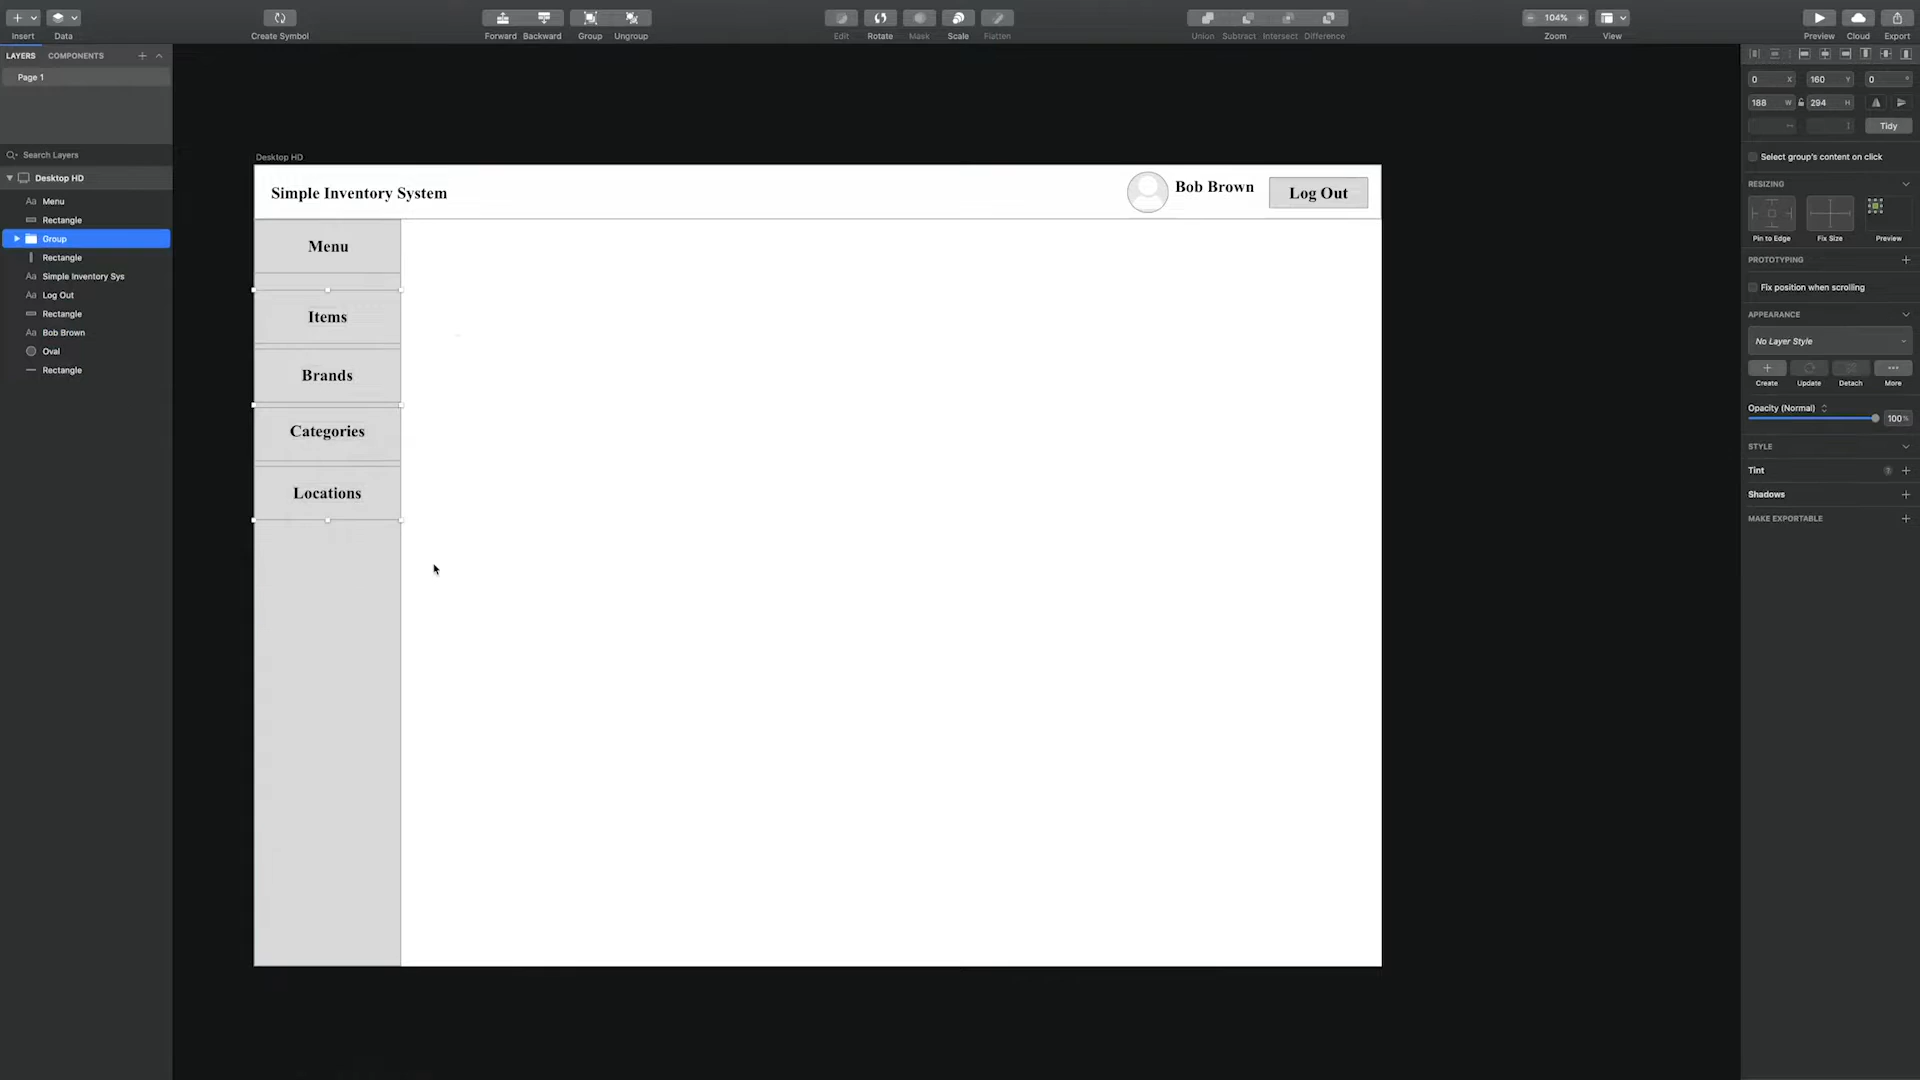 Insert Data Create Symbol Forward Backward Group Ungroup Edit Rotate Mask Scale Flatten Union Subtract Intersect Difference 104% Zoom View Preview Cloud Export
LAYERS COMPONENTS
Page 1
Search Layers
Desktop HD
Menu
Rectangle
Group
Rectangle
Simple Inventory Sys
Log Out
Rectangle
Bob Brown
Oval
Rectangle
Desktop HD
Simple Inventory System
Bob Brown
Log Out
Menu
Items
Brands
Categories
Locations
0 X 160 Y 0 °
188 W 294 H
Tidy
Select group's content on click
RESIZING
Pin to Edge Fix Size Preview
PROTOTYPING
Fix position when scrolling
APPEARANCE
No Layer Style
Create Update Detach More
Opacity (Normal)
100%
STYLE
Tint
Shadows
MAKE EXPORTABLE